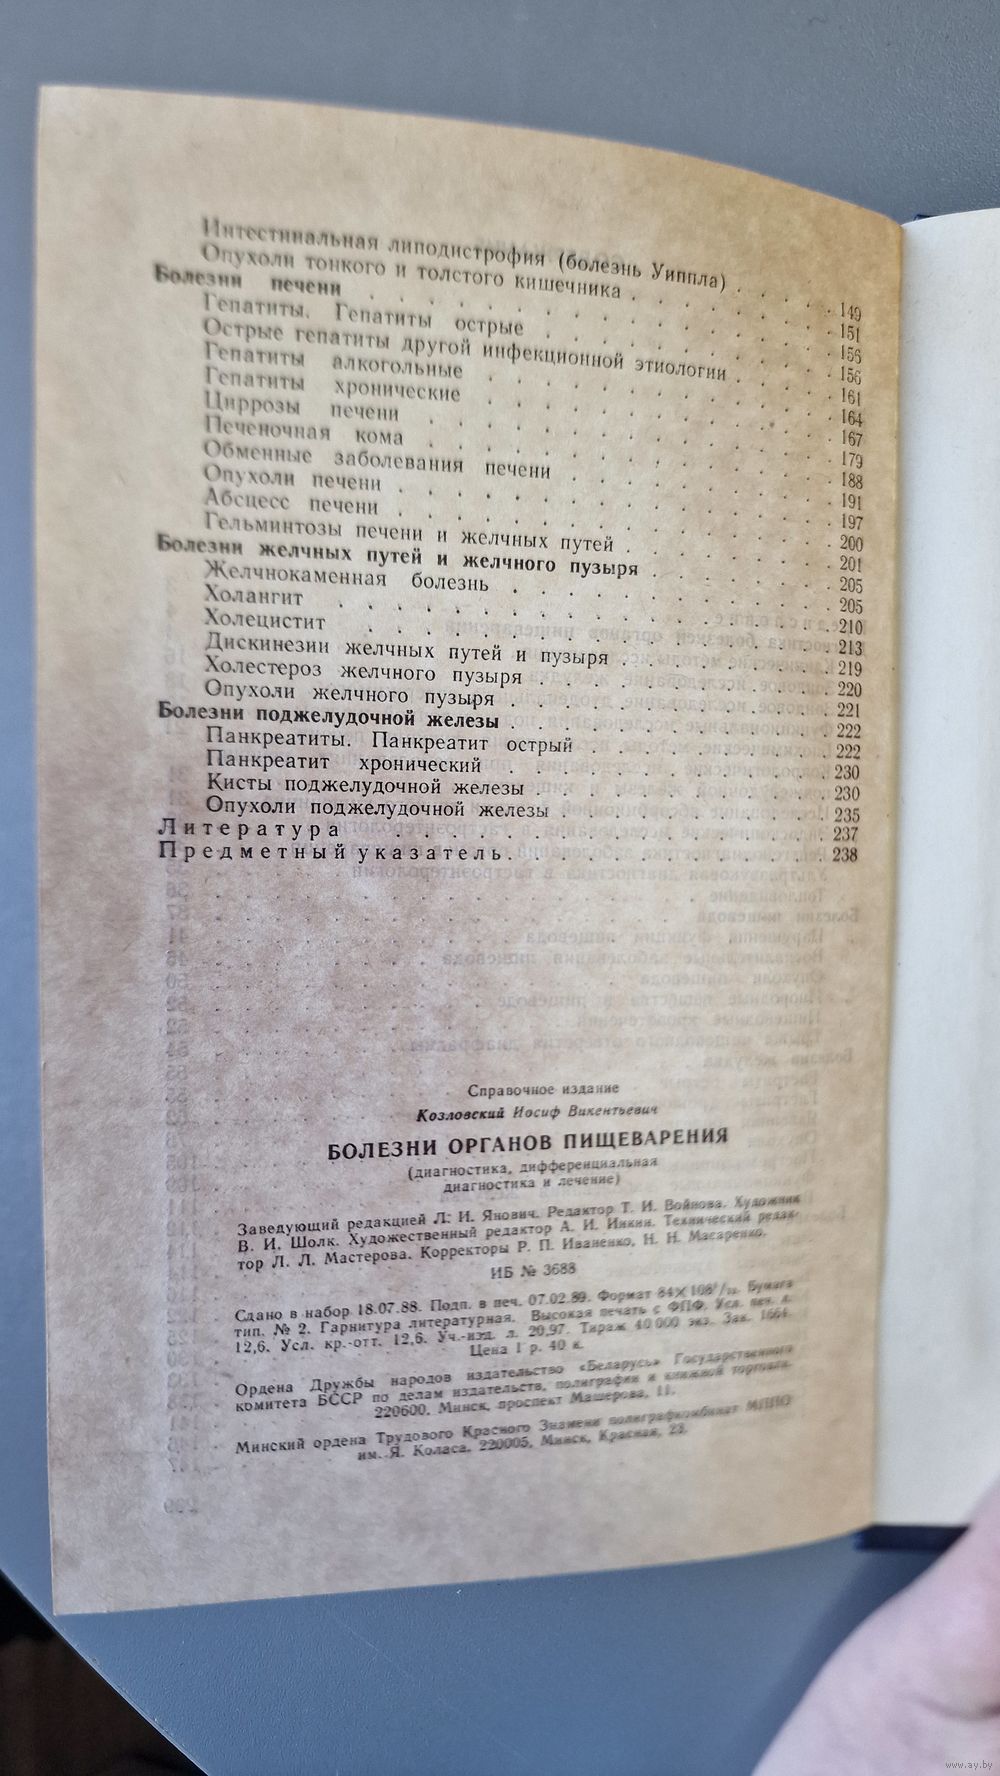 Интестинальная липодистрофия (болезнь Уиппла) . . . . 149
Опухоли тонкого и толстого кишечника . . . . . . . 151
Болезни печени . . . . . . . . . . . . . . . 156
Гепатиты. Гепатиты острые . . . . . . . . . . 156
Острые гепатиты другой инфекционной этиологии . . . . 161
Гепатиты алкогольные . . . . . . . . . . . 164
Гепатиты хронические . . . . . . . . . . . 167
Циррозы печени . . . . . . . . . . . . . 179
Печеночная кома . . . . . . . . . . . . . 188
Обменные заболевания печени . . . . . . . . . 191
Опухоли печени . . . . . . . . . . . . . 197
Абсцесс печени . . . . . . . . . . . . . 200
Гельминтозы печени и желчных путей . . . . . . . 201
Болезни желчных путей и желчного пузыря . . . . . . 205
Желчнокаменная болезнь . . . . . . . . . . 205
Холангит . . . . . . . . . . . . . . . 210
Холецистит . . . . . . . . . . . . . . 213
Дискинезии желчных путей и пузыря . . . . . . . 219
Холестероз желчного пузыря . . . . . . . . . 220
Опухоли желчного пузыря . . . . . . . . . . 221
Болезни поджелудочной железы . . . . . . . . . . 222
Панкреатиты. Панкреатит острый . . . . . . . . 222
Панкреатит хронический . . . . . . . . . . 230
Кисты поджелудочной железы . . . . . . . . . 230
Опухоли поджелудочной железы . . . . . . . . 235
Литература . . . . . . . . . . . . . . . 237
Предметный указатель . . . . . . . . . . . . 238
Справочное издание
Козловский Иосиф Викентьевич
БОЛЕЗНИ ОРГАНОВ ПИЩЕВАРЕНИЯ
(диагностика, дифференциальная
диагностика и лечение)
Заведующий редакцией Л. И. Янович. Редактор Т. И. Войнова. Художник
В. И. Шолк. Художественный редактор А. И. Инкин. Технический редак-
тор Л. Л. Мастерова. Корректоры Р. П. Иваненко, Н. Н. Масаренко.
ИБ № 3688
Сдано в набор 18.07.88. Подп. в печ. 07.02.89. Формат 84×108¹/₃₂. Бумага
тип. № 2. Гарнитура литературная. Высокая печать с ФПФ. Усл. печ. л.
12,6. Усл. кр.-отт. 12,6. Уч.-изд. л. 20,97. Тираж 40 000 экз. Зак. 1664.
Цена 1 р. 40 к.
Ордена Дружбы народов издательство «Беларусь» Государственного
комитета БССР по делам издательств, полиграфии и книжной торговли.
220600, Минск, проспект Машерова, 11.
Минский ордена Трудового Красного Знамени полиграфкомбинат МППО
им. Я. Коласа. 220005, Минск, Красная, 23.
www.ay.by